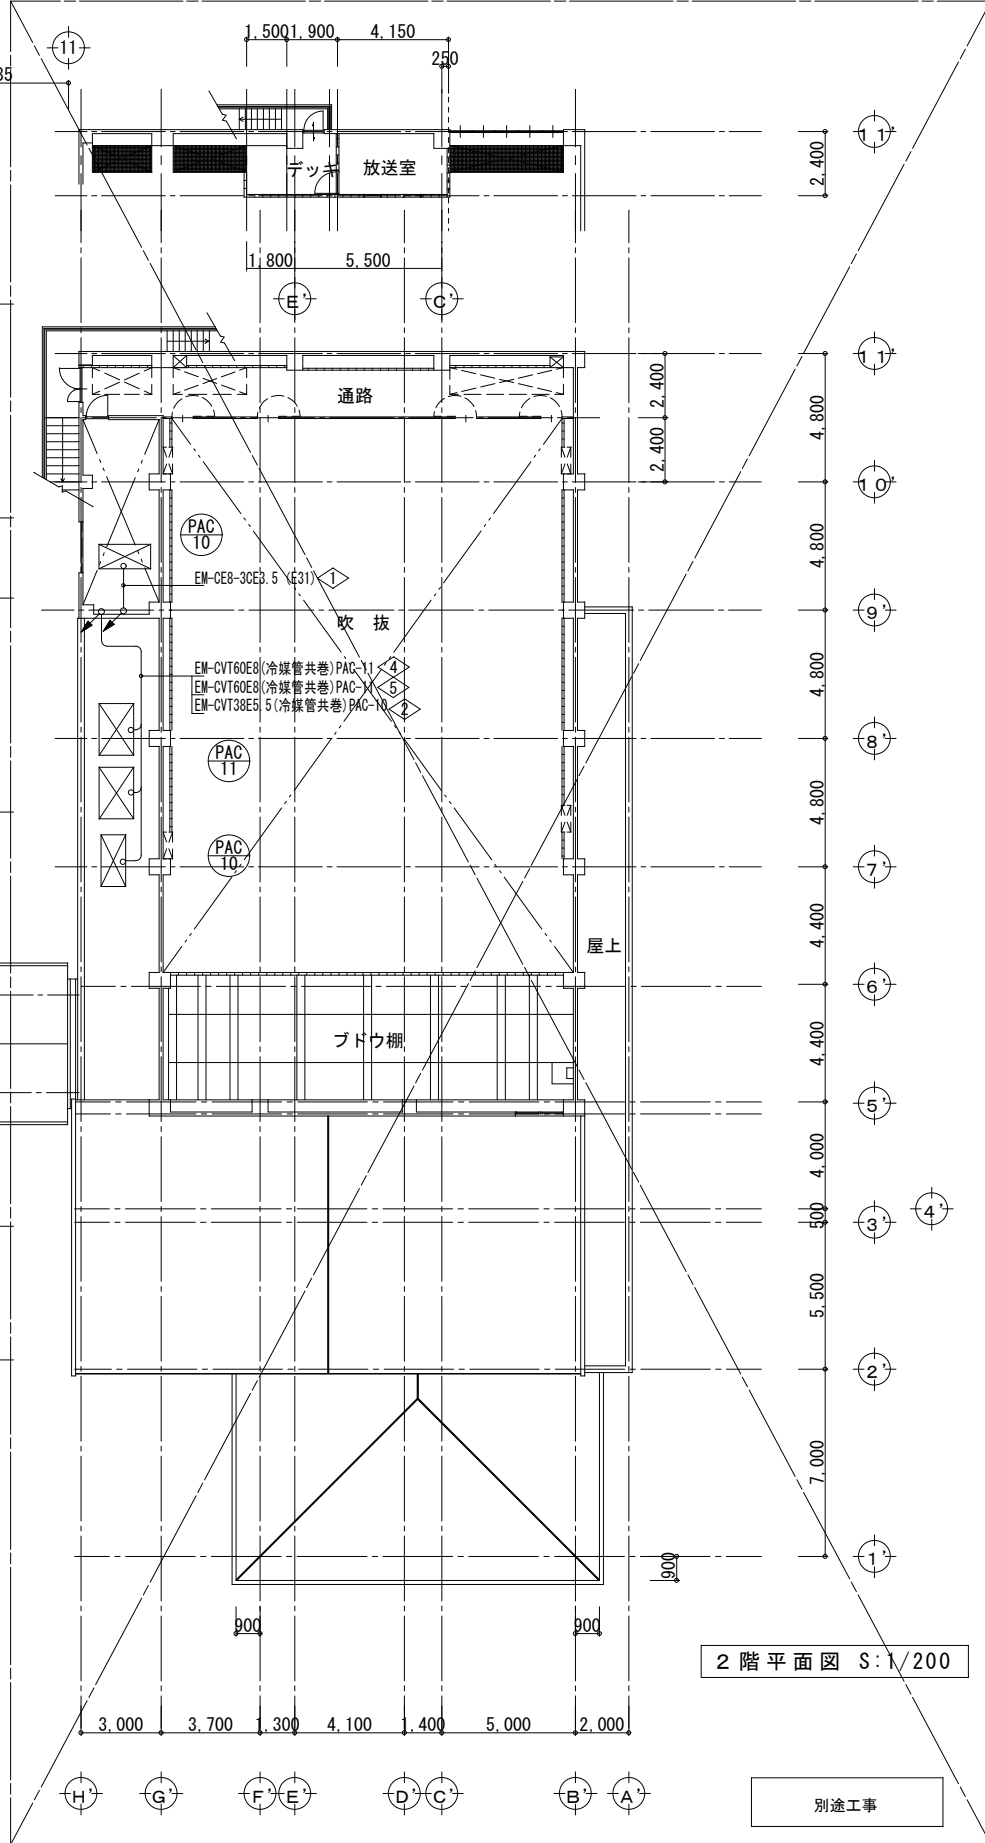 1,500 1,900 4,150
11
250
35
デッキ 放送室
11'
2,400
1,800 5,500
E' C'
通路
11'
2,400
2,400
4,800
10'
PAC
10
4,800
EM-CE8-3CE3.5 (E31) 1
9'
吹 抜
EM-CVT60E8(冷媒管共巻)PAC-11 4
EM-CVT60E8(冷媒管共巻)PAC-11 5
EM-CVT38E5.5(冷媒管共巻)PAC-10 2
4,800
8'
PAC
11
4,800
PAC
10
7'
4,400
屋上
6'
ブドウ棚
4,400
5'
4,000
500
3' 4'
5,500
2'
7,000
1'
900
900 900
2階平面図 S:1/200
3,000 3,700 1,300 4,100 1,400 5,000 2,000
H' G' F' E' D' C' B' A'
別途工事